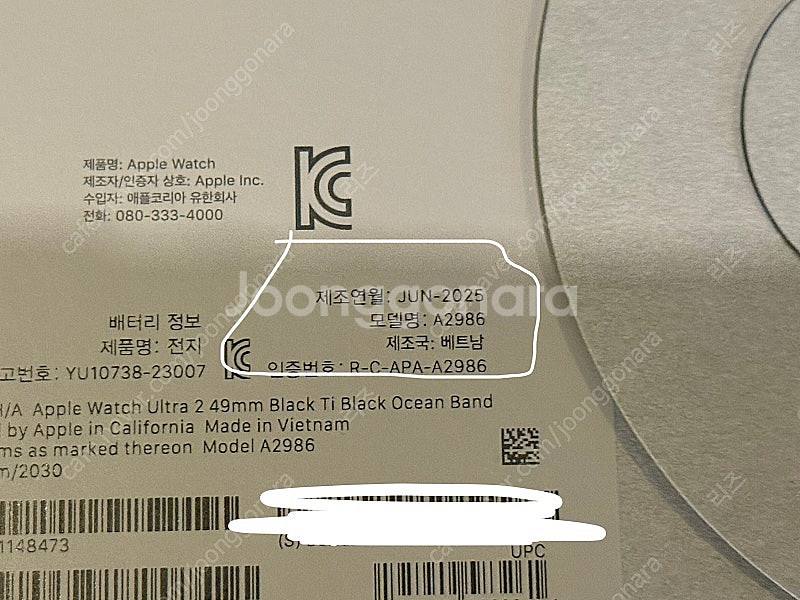 제품명: Apple Watch
제조자/인증자 상호: Apple Inc.
수입자: 애플코리아 유한회사
전화: 080-333-4000
Joonggonara
제조연월: JUN-2025
모델명: A2986
제조국: 베트남
인증번호: R-C-APA-A2986
배터리 정보
제품명: 전지
고번호: YU10738-23007
/A Apple Watch Ultra 2 49mm Black Ti Black Ocean Band
by Apple in California Made in Vietnam
ms as marked thereon Model A2986
m/2030
1148473
(S)
UPC